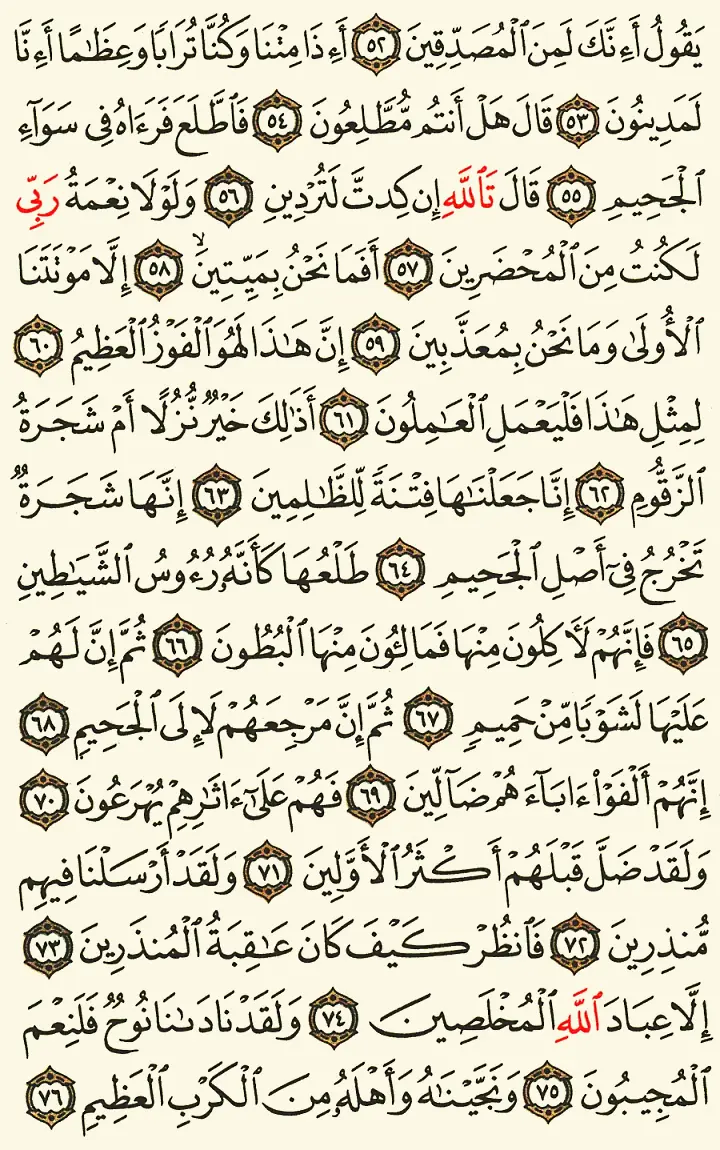 يَقُولُ أَءِنَّكَ لَمِنَ ٱلْمُصَدِّقِينَ ٥٢ أَءِذَا مِتْنَا وَكُنَّا تُرَابًا وَعِظَٰمًا أَءِنَّا
لَمَدِينُونَ ٥٣ قَالَ هَلْ أَنتُم مُّطَّلِعُونَ ٥٤ فَٱطَّلَعَ فَرَءَاهُ فِى سَوَآءِ
ٱلْجَحِيمِ ٥٥ قَالَ تَٱللَّهِ إِن كِدتَّ لَتُرْدِينِ ٥٦ وَلَوْلَا نِعْمَةُ رَبِّى
لَكُنتُ مِنَ ٱلْمُحْضَرِينَ ٥٧ أَفَمَا نَحْنُ بِمَيِّتِينَ ۙ ٥٨ إِلَّا مَوْتَتَنَا
ٱلْأُولَىٰ وَمَا نَحْنُ بِمُعَذَّبِينَ ٥٩ إِنَّ هَٰذَا لَهُوَ ٱلْفَوْزُ ٱلْعَظِيمُ ٦٠
لِمِثْلِ هَٰذَا فَلْيَعْمَلِ ٱلْعَٰمِلُونَ ٦١ أَذَٰلِكَ خَيْرٌ نُّزُلًا أَمْ شَجَرَةُ
ٱلزَّقُّومِ ٦٢ إِنَّا جَعَلْنَٰهَا فِتْنَةً لِّلظَّٰلِمِينَ ٦٣ إِنَّهَا شَجَرَةٌ
تَخْرُجُ فِىٓ أَصْلِ ٱلْجَحِيمِ ٦٤ طَلْعُهَا كَأَنَّهُۥ رُءُوسُ ٱلشَّيَٰطِينِ
٦٥ فَإِنَّهُمْ لَءَاكِلُونَ مِنْهَا فَمَالِـُٔونَ مِنْهَا ٱلْبُطُونَ ٦٦ ثُمَّ إِنَّ لَهُمْ
عَلَيْهَا لَشَوْبًا مِّنْ حَمِيمٍ ٦٧ ثُمَّ إِنَّ مَرْجِعَهُمْ لَإِلَى ٱلْجَحِيمِ ٦٨
إِنَّهُمْ أَلْفَوْا۟ ءَابَآءَهُمْ ضَآلِّينَ ٦٩ فَهُمْ عَلَىٰٓ ءَاثَٰرِهِمْ يُهْرَعُونَ ٧٠
وَلَقَدْ ضَلَّ قَبْلَهُمْ أَكْثَرُ ٱلْأَوَّلِينَ ٧١ وَلَقَدْ أَرْسَلْنَا فِيهِم
مُّنذِرِينَ ٧٢ فَٱنظُرْ كَيْفَ كَانَ عَٰقِبَةُ ٱلْمُنذَرِينَ ٧٣
إِلَّا عِبَادَ ٱللَّهِ ٱلْمُخْلَصِينَ ٧٤ وَلَقَدْ نَادَىٰنَا نُوحٌ فَلَنِعْمَ
ٱلْمُجِيبُونَ ٧٥ وَنَجَّيْنَٰهُ وَأَهْلَهُۥ مِنَ ٱلْكَرْبِ ٱلْعَظِيمِ ٧٦